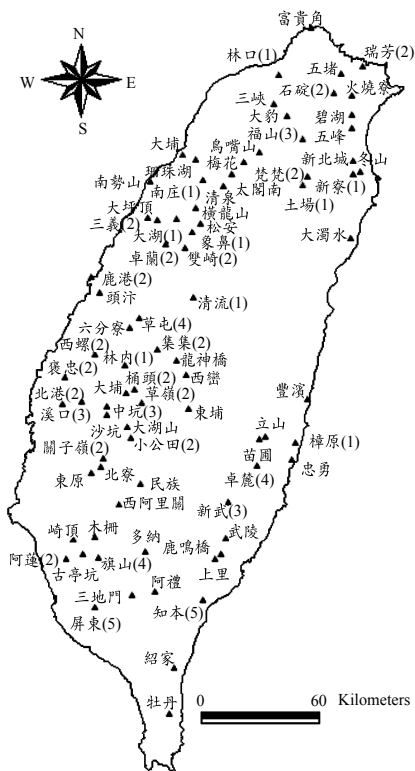 富貴角
林口(1)
瑞芳(2)
五堵
N
石碇(2)
火燒寮
W
E
三峽
大豹
碧湖
S
福山(3)
五峰
鳥嘴山
大埔
梅花
新北城
冬山
珊珠湖
梵梵(2)
南勢山
南庄(1)
太閣南
新寮(1)
清泉
土場(1)
大坪頂
橫龍山
三義(2)
松安
大湖(1)
象鼻(1)
大濁水
卓蘭(2)
雙崎(2)
鹿港(2)
頭汴
清流(1)
六分寮
草屯(4)
西螺(2)
集集(2)
林內(1)
龍神橋
褒忠(2)
桶頭(2)
西巒
北港(2)
大埔
草嶺(2)
豐濱
溪口(3)
中坑(3)
東埔
沙坑
大湖山
立山
小公田(2)
樟原(1)
關子嶺(2)
苗圃
東原
北寮
卓麓(4)
忠勇
民族
西阿里關
新武(3)
崎頂
木柵
多納
鹿鳴橋
武陵
阿蓮(2)
古亭坑
旗山(4)
上里
三地門
阿禮
知本(5)
屏東(5)
紹家
0
60
Kilometers
牡丹